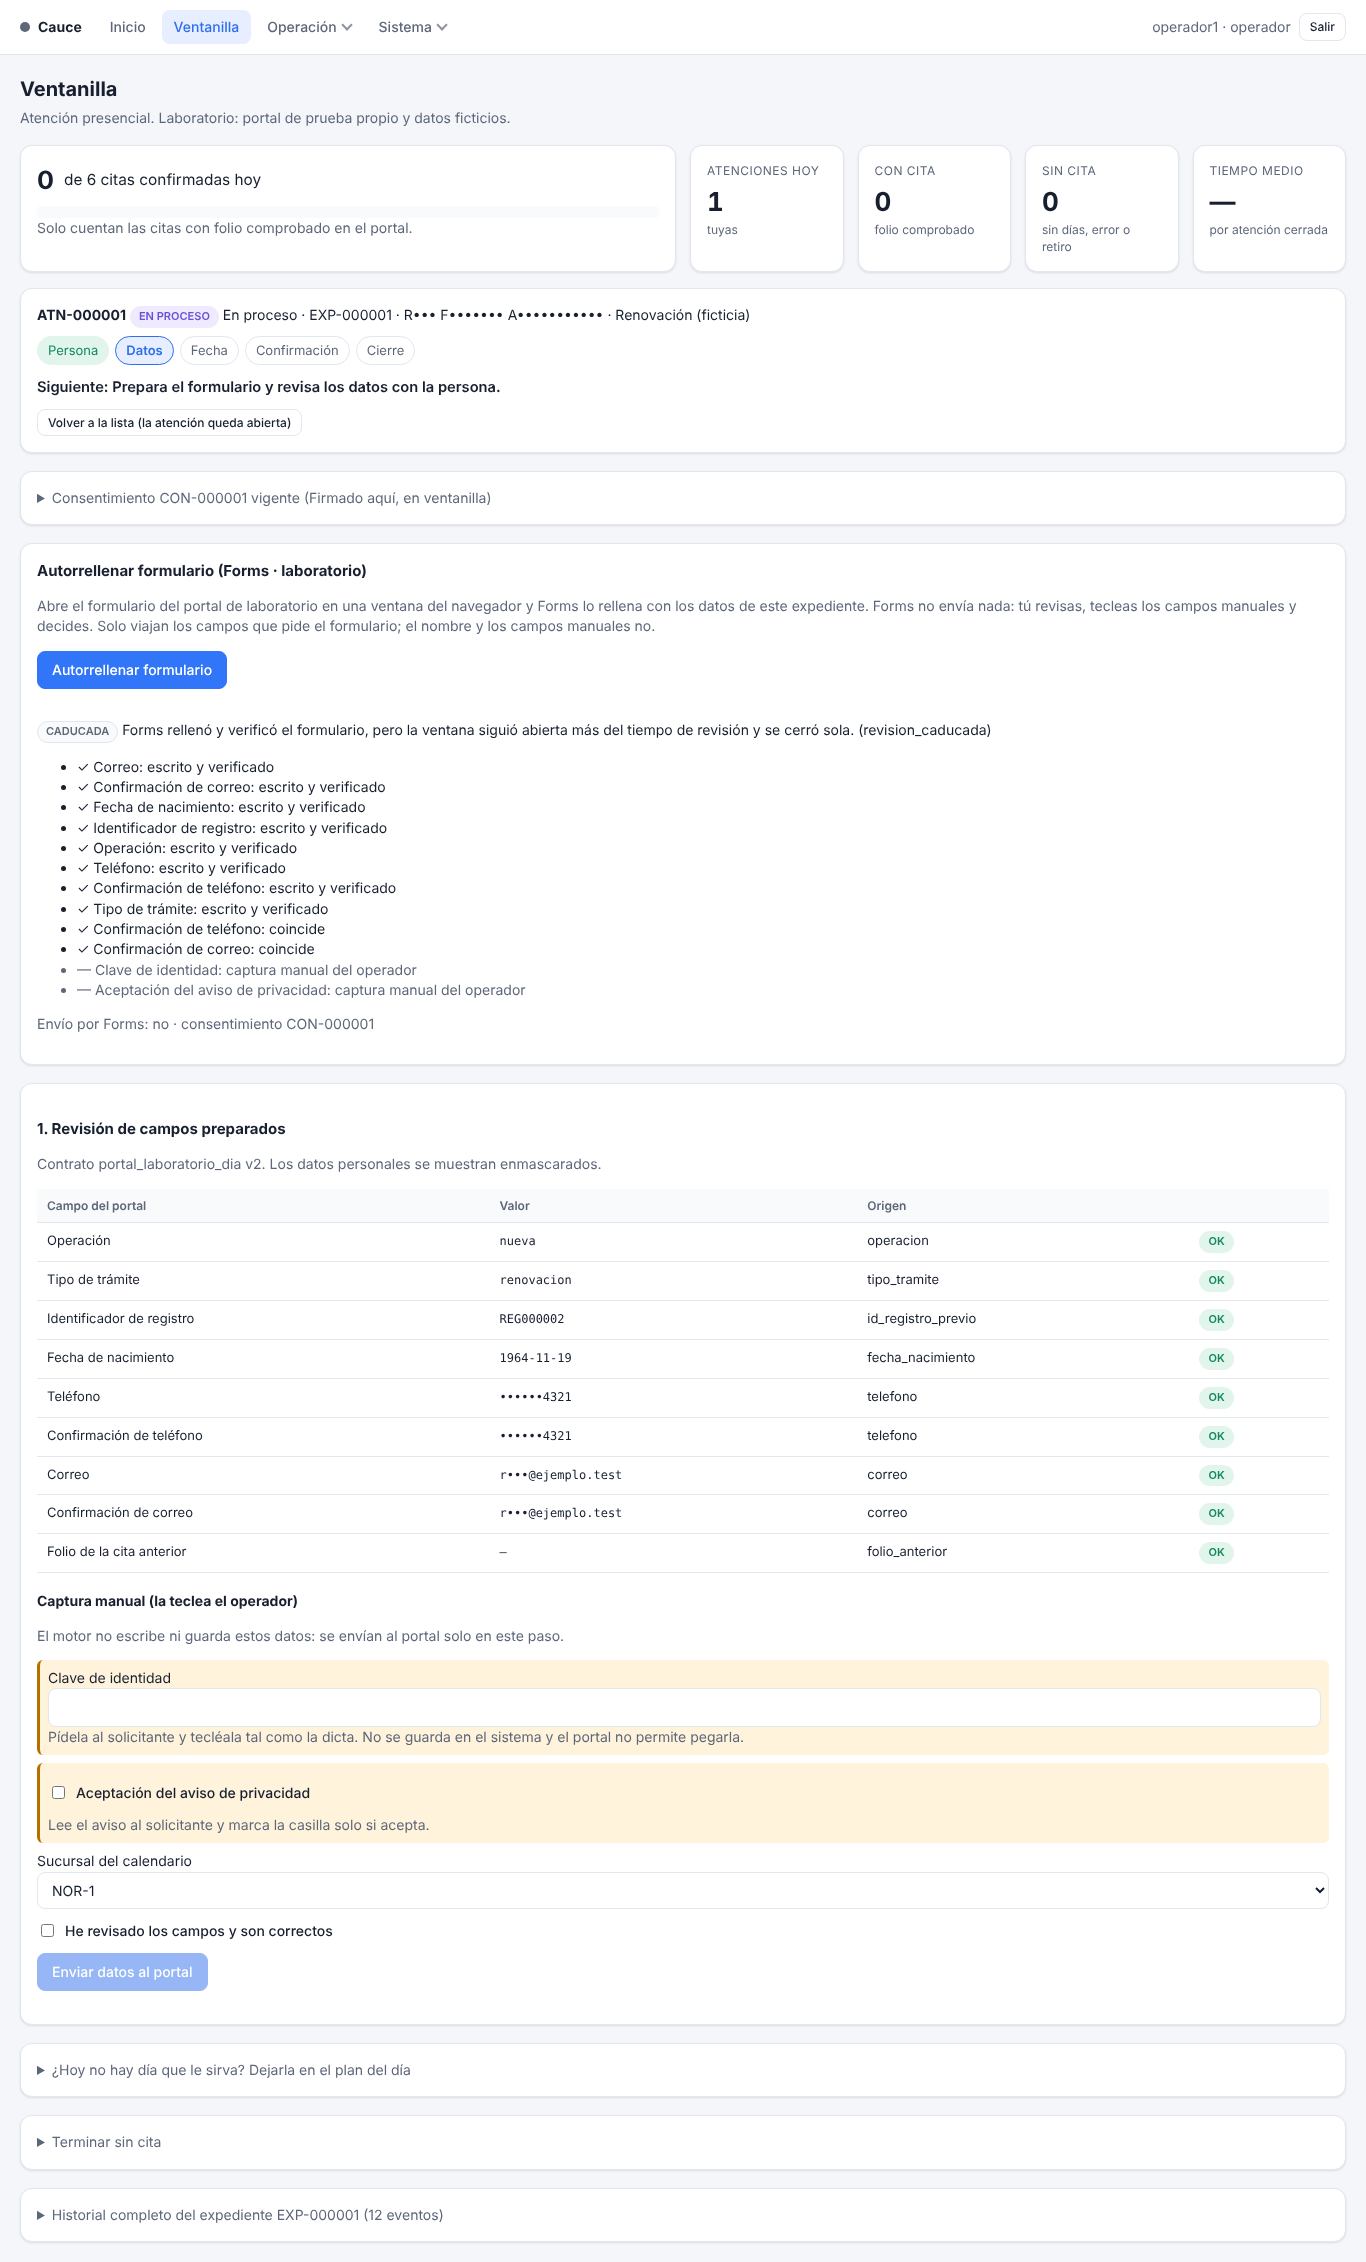 Cauce Inicio Ventanilla Operación Sistema operador1 · operador Salir
Ventanilla
Atención presencial. Laboratorio: portal de prueba propio y datos ficticios.
0 de 6 citas confirmadas hoy
Solo cuentan las citas con folio comprobado en el portal.
ATENCIONES HOY
1
tuyas
CON CITA
0
folio comprobado
SIN CITA
0
sin días, error o
retiro
TIEMPO MEDIO
—
por atención cerrada
ATN-000001 EN PROCESO En proceso · EXP-000001 · R••• F••••••• A••••••••••• · Renovación (ficticia)
Persona Datos Fecha Confirmación Cierre
Siguiente: Prepara el formulario y revisa los datos con la persona.
Volver a la lista (la atención queda abierta)
▶ Consentimiento CON-000001 vigente (Firmado aquí, en ventanilla)
Autorrellenar formulario (Forms · laboratorio)
Abre el formulario del portal de laboratorio en una ventana del navegador y Forms lo rellena con los datos de este expediente. Forms no envía nada: tú revisas, tecleas los campos manuales y
decides. Solo viajan los campos que pide el formulario; el nombre y los campos manuales no.
Autorrellenar formulario
CADUCADA Forms rellenó y verificó el formulario, pero la ventana siguió abierta más del tiempo de revisión y se cerró sola. (revision_caducada)
• ✓ Correo: escrito y verificado
• ✓ Confirmación de correo: escrito y verificado
• ✓ Fecha de nacimiento: escrito y verificado
• ✓ Identificador de registro: escrito y verificado
• ✓ Operación: escrito y verificado
• ✓ Teléfono: escrito y verificado
• ✓ Confirmación de teléfono: escrito y verificado
• ✓ Tipo de trámite: escrito y verificado
• ✓ Confirmación de teléfono: coincide
• ✓ Confirmación de correo: coincide
• — Clave de identidad: captura manual del operador
• — Aceptación del aviso de privacidad: captura manual del operador
Envío por Forms: no · consentimiento CON-000001
1. Revisión de campos preparados
Contrato portal_laboratorio_dia v2. Los datos personales se muestran enmascarados.
Campo del portal Valor Origen
Operación nueva operacion OK
Tipo de trámite renovacion tipo_tramite OK
Identificador de registro REG000002 id_registro_previo OK
Fecha de nacimiento 1964-11-19 fecha_nacimiento OK
Teléfono ••••••4321 telefono OK
Confirmación de teléfono ••••••4321 telefono OK
Correo r•••@ejemplo.test correo OK
Confirmación de correo r•••@ejemplo.test correo OK
Folio de la cita anterior — folio_anterior OK
Captura manual (la teclea el operador)
El motor no escribe ni guarda estos datos: se envían al portal solo en este paso.
Clave de identidad
Pídela al solicitante y tecléala tal como la dicta. No se guarda en el sistema y el portal no permite pegarla.
Aceptación del aviso de privacidad
Lee el aviso al solicitante y marca la casilla solo si acepta.
Sucursal del calendario
NOR-1
He revisado los campos y son correctos
Enviar datos al portal
▶ ¿Hoy no hay día que le sirva? Dejarla en el plan del día
▶ Terminar sin cita
▶ Historial completo del expediente EXP-000001 (12 eventos)